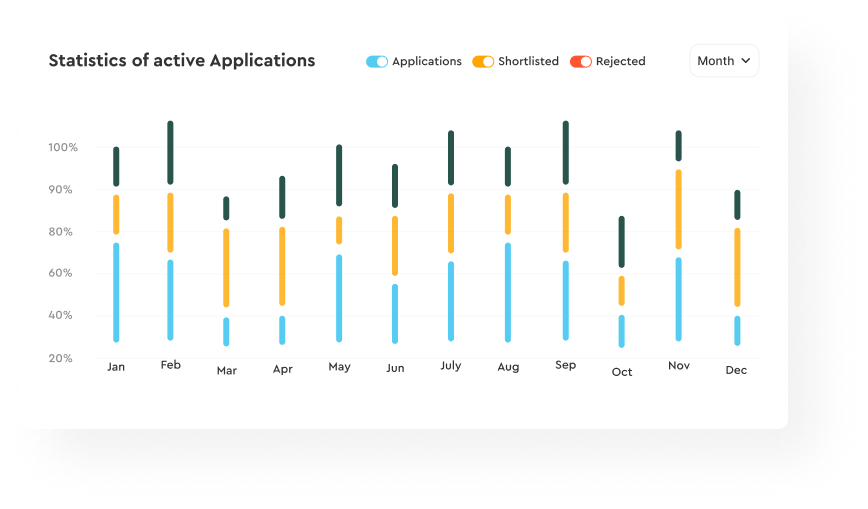 Statistics of active Applications
Applications Shortlisted Rejected
Month
100%
90%
80%
60%
40%
20%
Jan Feb Mar Apr May Jun July Aug Sep Oct Nov Dec